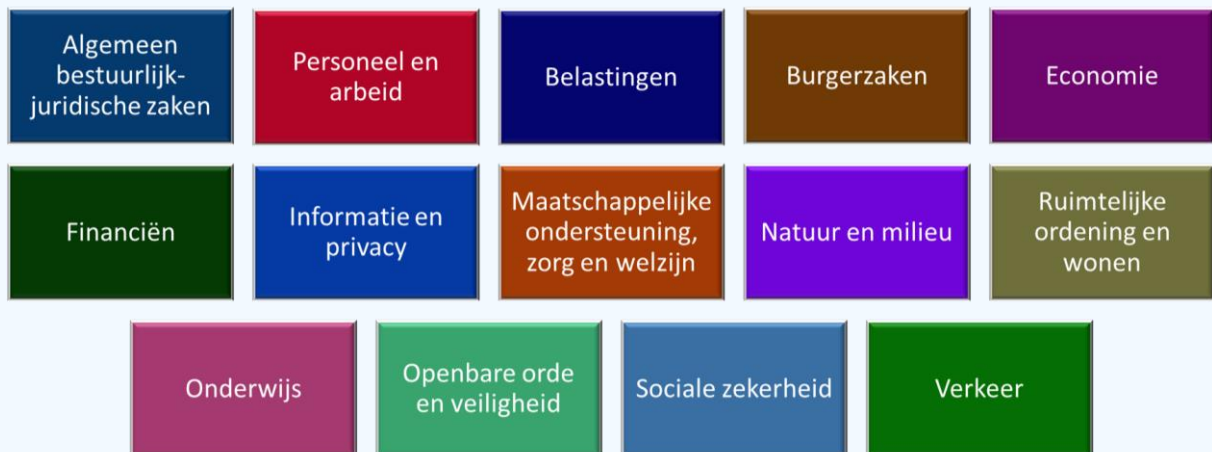 Algemeen
bestuurlijk-
juridische zaken
Personeel en
arbeid
Belastingen
Burgerzaken
Economie
Financiën
Informatie en
privacy
Maatschappelijke
ondersteuning,
zorg en welzijn
Natuur en milieu
Ruimtelijke
ordening en
wonen
Onderwijs
Openbare orde
en veiligheid
Sociale zekerheid
Verkeer